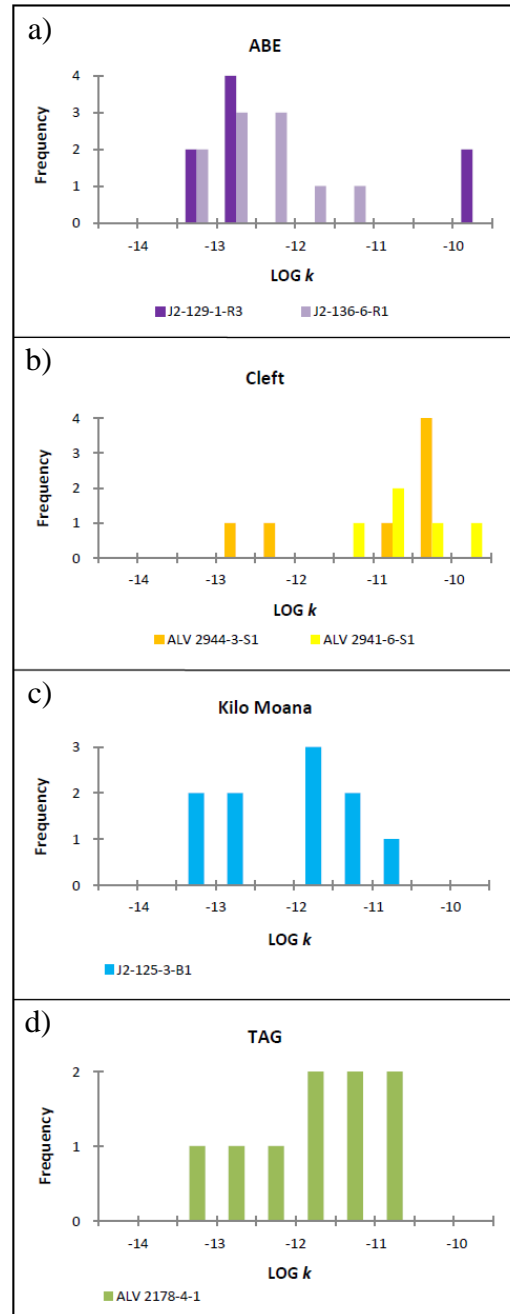 a)
ABE
4
3
2
1
0
Frequency
-14 -13 -12 -11 -10
LOG k
J2-129-1-R3 J2-136-6-R1
b)
Cleft
4
3
2
1
0
Frequency
-14 -13 -12 -11 -10
LOG k
ALV 2944-3-S1 ALV 2941-6-S1
c)
Kilo Moana
3
2
1
0
Frequency
-14 -13 -12 -11 -10
LOG k
J2-125-3-B1
d)
TAG
2
1
0
Frequency
-14 -13 -12 -11 -10
LOG k
ALV 2178-4-1